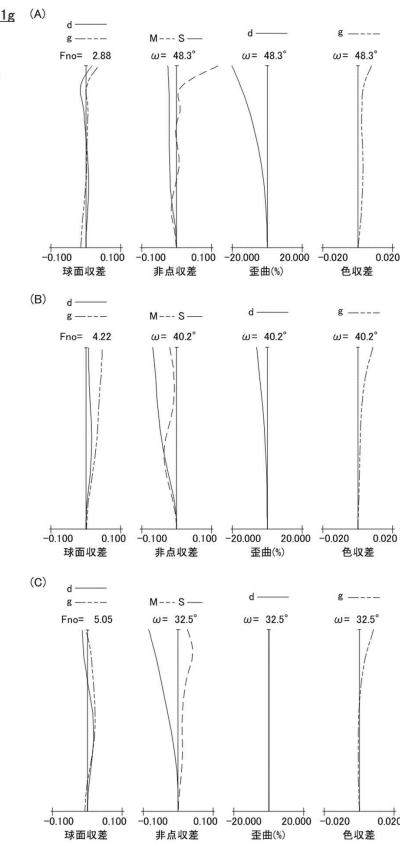 1g
(A)
d
g
Fno= 2.88
M S
ω= 48.3°
d
ω= 48.3°
g
ω= 48.3°
-0.100 0.100
球面収差
-0.100 0.100
非点収差
-20.000 20.000
歪曲(%)
-0.020 0.020
色収差
(B)
d
g
Fno= 4.22
M S
ω= 40.2°
d
ω= 40.2°
g
ω= 40.2°
-0.100 0.100
球面収差
-0.100 0.100
非点収差
-20.000 20.000
歪曲(%)
-0.020 0.020
色収差
(C)
d
g
Fno= 5.05
M S
ω= 32.5°
d
ω= 32.5°
g
ω= 32.5°
-0.100 0.100
球面収差
-0.100 0.100
非点収差
-20.000 20.000
歪曲(%)
-0.020 0.020
色収差